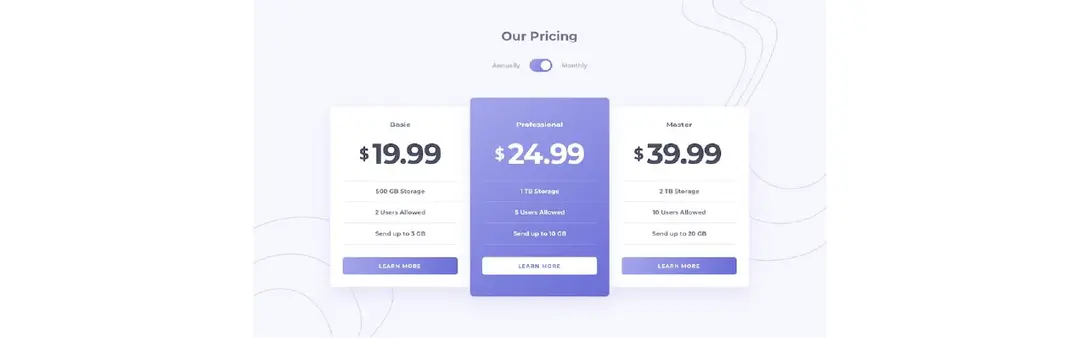 Our Pricing
Annually Monthly
Basic
$19.99
500 GB Storage
2 Users Allowed
Send up to 3 GB
LEARN MORE
Professional
$24.99
1 TB Storage
5 Users Allowed
Send up to 10 GB
LEARN MORE
Master
$39.99
2 TB Storage
10 Users Allowed
Send up to 20 GB
LEARN MORE